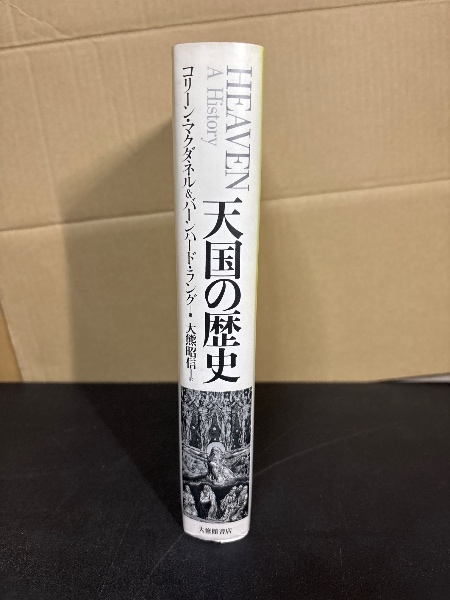 HEAVEN
A History
天国の歴史
コリーン・マクダネル&バーンハード・ラング=著
大熊昭信=訳
大修館書店